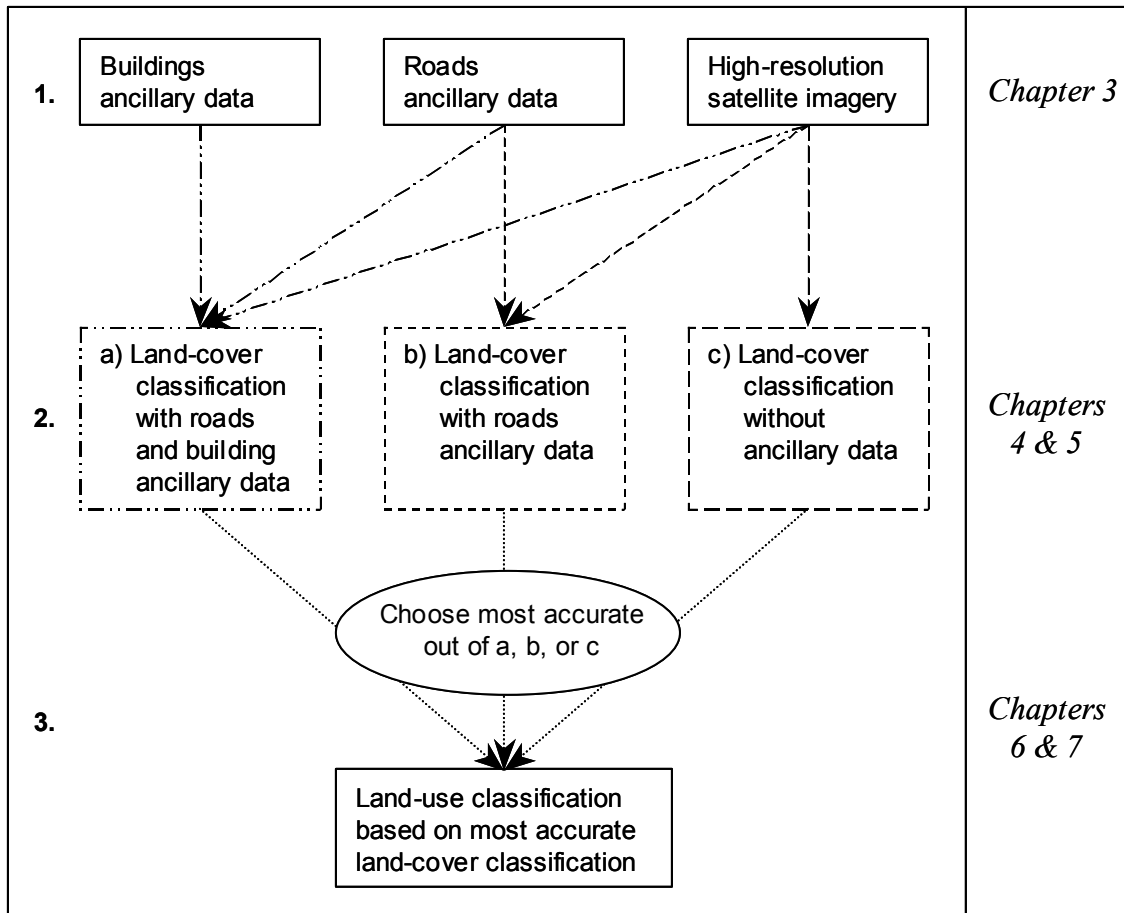 Buildings
ancillary data
Roads
ancillary data
High-resolution
satellite imagery
1.
Chapter 3
a) Land-cover
classification
with roads
and building
ancillary data
b) Land-cover
classification
with roads
ancillary data
c) Land-cover
classification
without
ancillary data
2.
Chapters
4 & 5
Choose most accurate
out of a, b, or c
3.
Chapters
6 & 7
Land-use classification
based on most accurate
land-cover classification